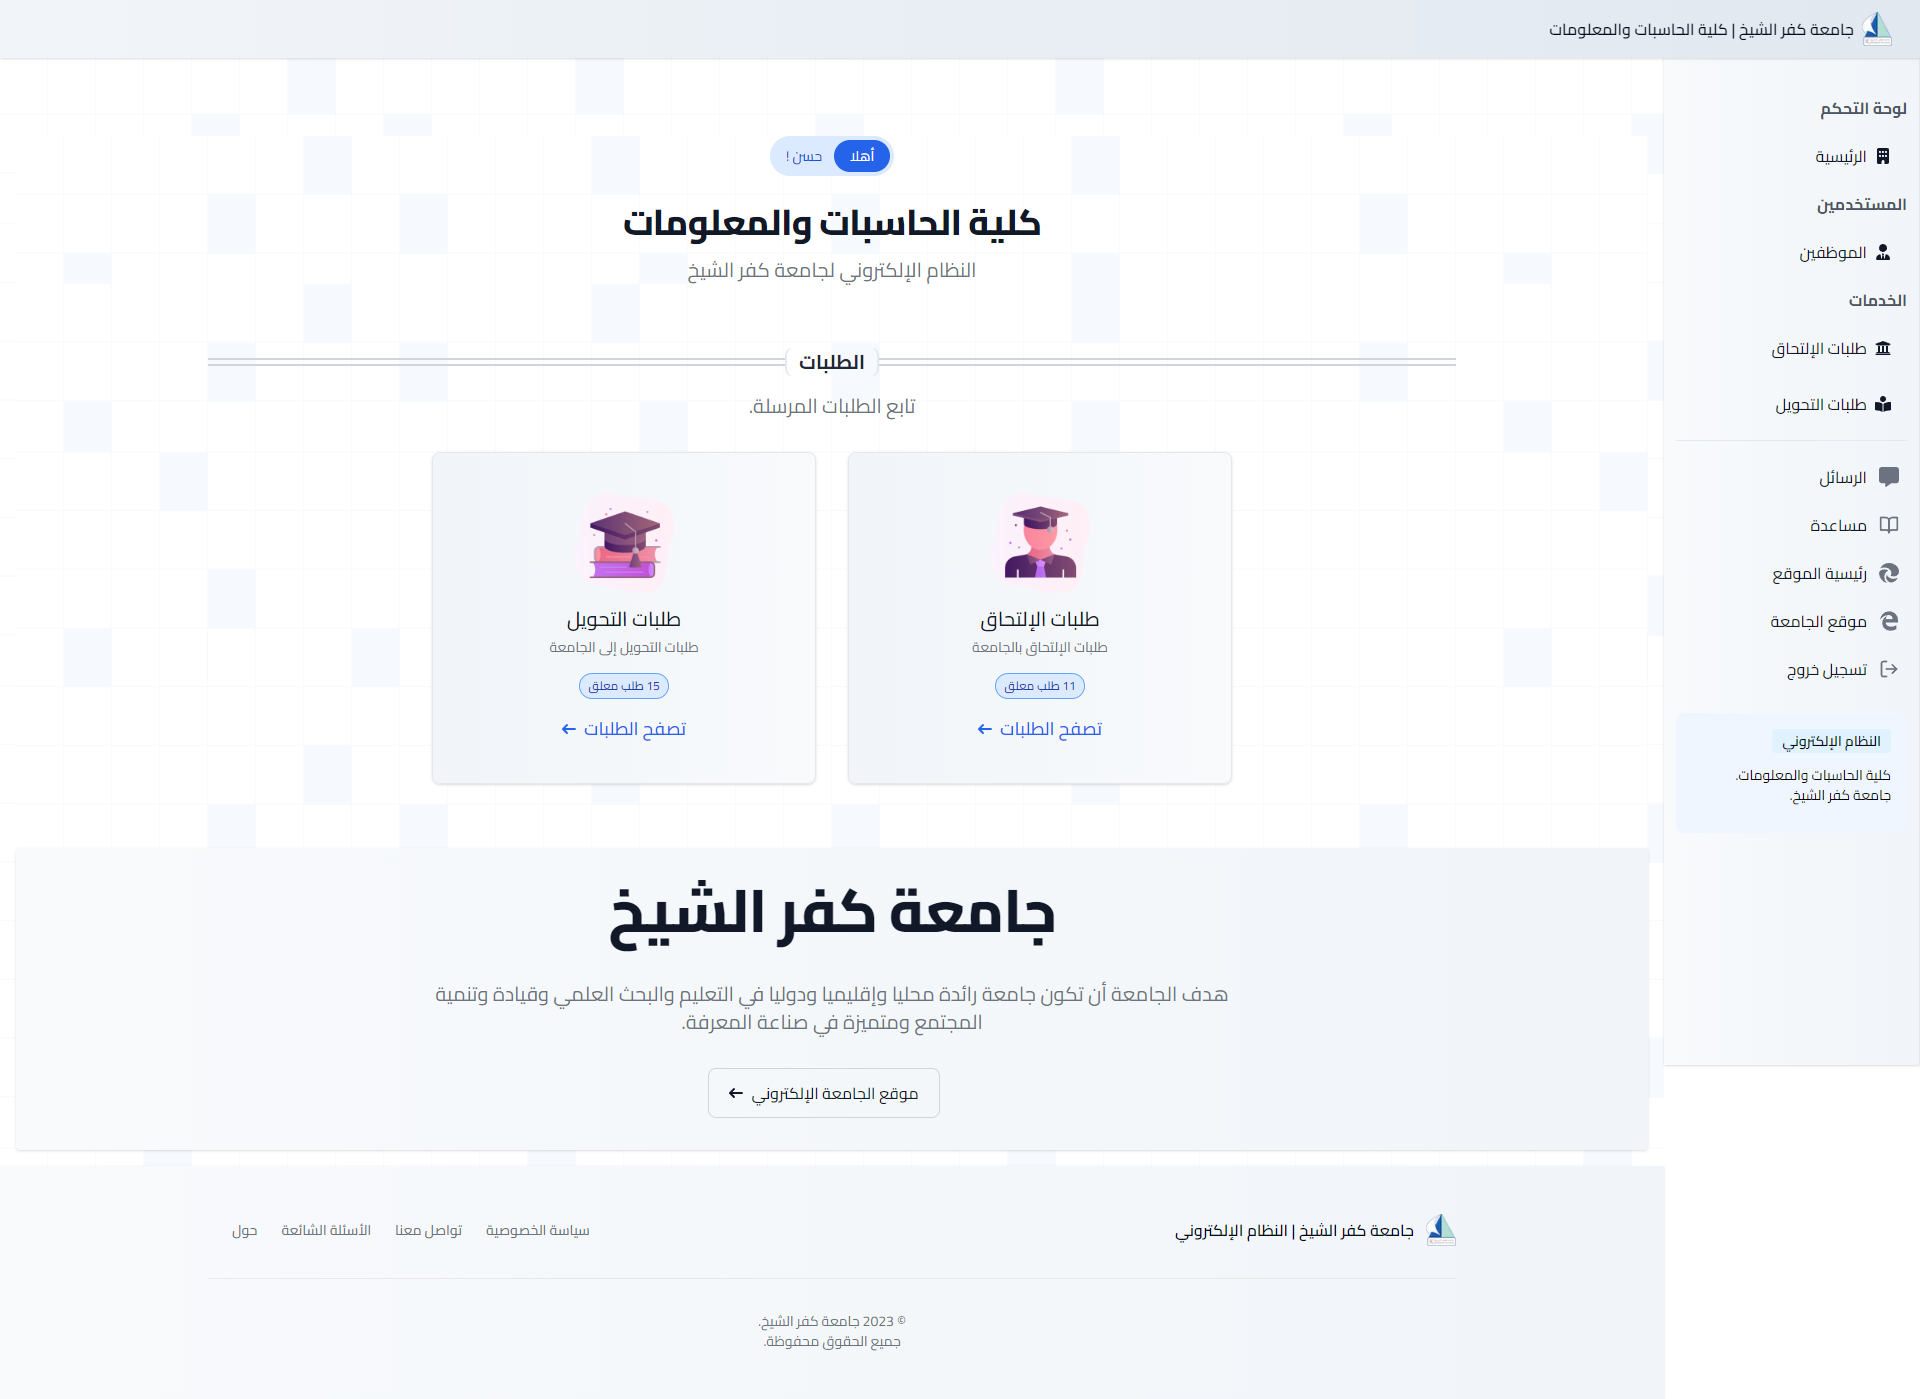 جامعة كفر الشيخ | كلية الحاسبات والمعلومات
لوحة التحكم
الرئيسية
المستخدمين
الموظفين
الخدمات
طلبات الإلتحاق
طلبات التحويل
الرسائل
مساعدة
رئيسية الموقع
موقع الجامعة
تسجيل خروج
النظام الإلكتروني
كلية الحاسبات والمعلومات.
جامعة كفر الشيخ.
أهلا حسن !
كلية الحاسبات والمعلومات
النظام الإلكتروني لجامعة كفر الشيخ
الطلبات
تابع الطلبات المرسلة.
طلبات الإلتحاق
طلبات الإلتحاق بالجامعة
11 طلب معلق
تصفح الطلبات
طلبات التحويل
طلبات التحويل إلى الجامعة
15 طلب معلق
تصفح الطلبات
جامعة كفر الشيخ
هدف الجامعة أن تكون جامعة رائدة محليا وإقليميا ودوليا في التعليم والبحث العلمي وقيادة وتنمية
المجتمع ومتميزة في صناعة المعرفة.
موقع الجامعة الإلكتروني
جامعة كفر الشيخ | النظام الإلكتروني
سياسة الخصوصية تواصل معنا الأسئلة الشائعة حول
© 2023 جامعة كفر الشيخ.
جميع الحقوق محفوظة.